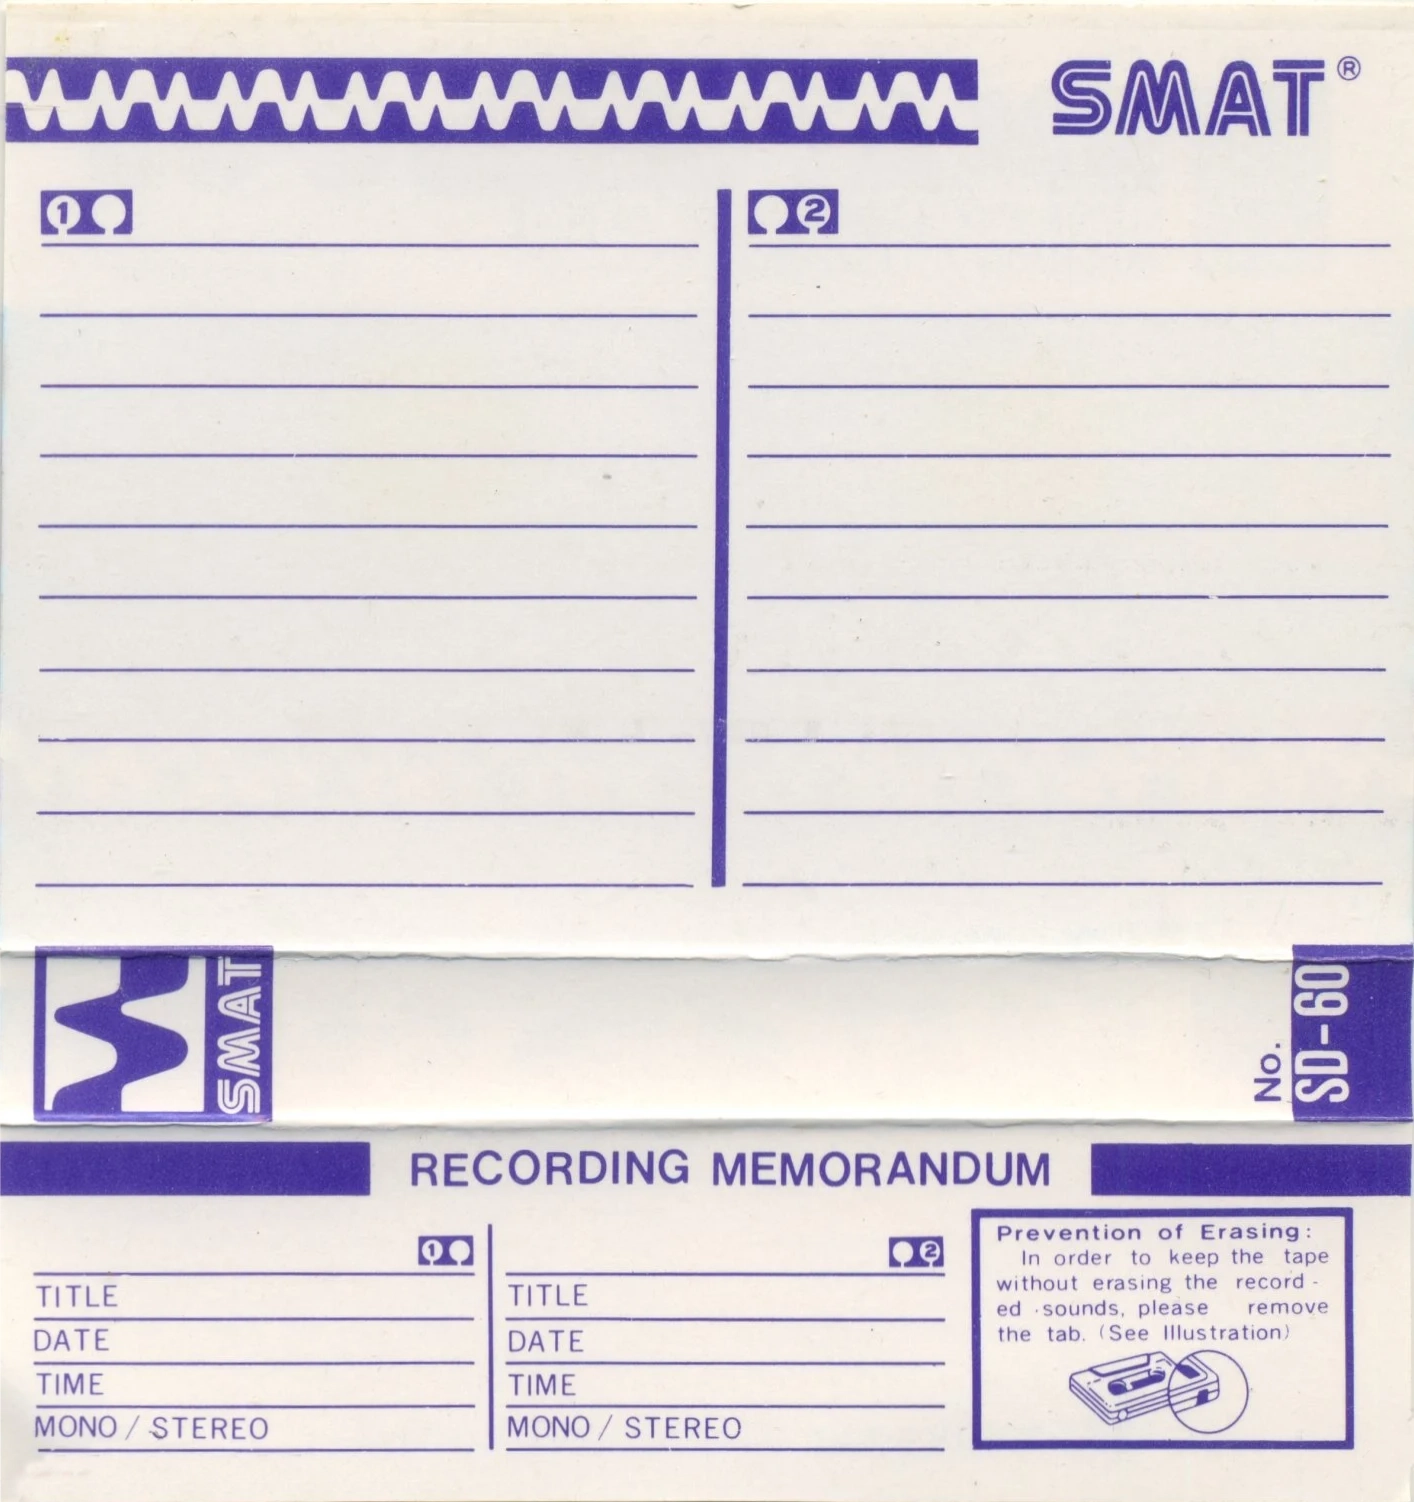 SMAT®
1
2
SMAT
No.
SD-60
RECORDING MEMORANDUM
1
TITLE
DATE
TIME
MONO / STEREO
2
TITLE
DATE
TIME
MONO / STEREO
Prevention of Erasing:
In order to keep the tape
without erasing the record-
ed sounds, please remove
the tab. (See Illustration)